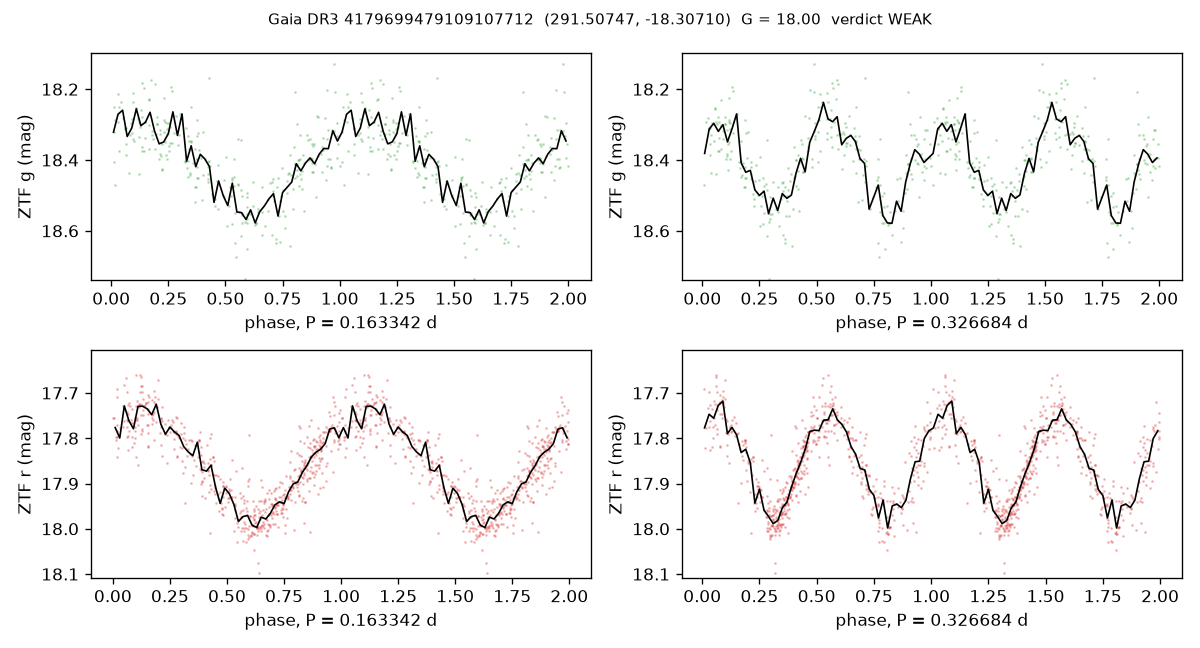 Gaia DR3 4179699479109107712  (291.50747, -18.30710)  G = 18.00  verdict WEAK
ZTF g (mag)
18.2
18.4
18.6
0.00 0.25 0.50 0.75 1.00 1.25 1.50 1.75 2.00
phase, P = 0.163342 d
ZTF g (mag)
18.2
18.4
18.6
0.00 0.25 0.50 0.75 1.00 1.25 1.50 1.75 2.00
phase, P = 0.326684 d
ZTF r (mag)
17.7
17.8
17.9
18.0
18.1
0.00 0.25 0.50 0.75 1.00 1.25 1.50 1.75 2.00
phase, P = 0.163342 d
ZTF r (mag)
17.7
17.8
17.9
18.0
18.1
0.00 0.25 0.50 0.75 1.00 1.25 1.50 1.75 2.00
phase, P = 0.326684 d